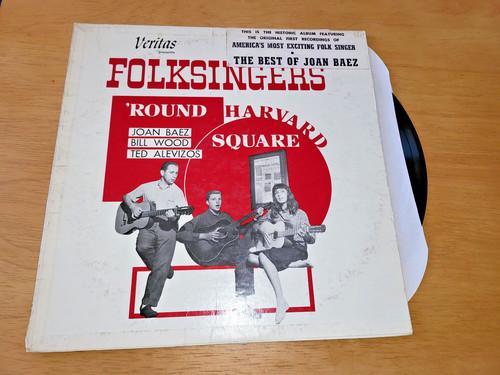 Veritas
THIS IS THE HISTORIC ALBUM FEATURING
THE ORIGINAL FIRST RECORDINGS OF
AMERICA'S MOST EXCITING FOLK SINGER
•
THE BEST OF JOAN BAEZ
FOLKSINGERS
'ROUND HARVARD
SQUARE
JOAN BAEZ
BILL WOOD
TED ALEVIZOS